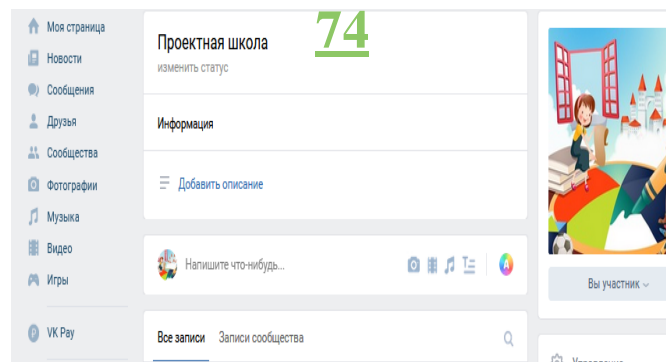 Моя страница
Новости
Сообщения
Друзья
Сообщества
Фотографии
Музыка
Видео
Игры
VK Pay
Проектная школа
74
изменить статус
Информация
Добавить описание
Напишите что-нибудь...
Все записи Записи сообщества
Вы участник
Управление